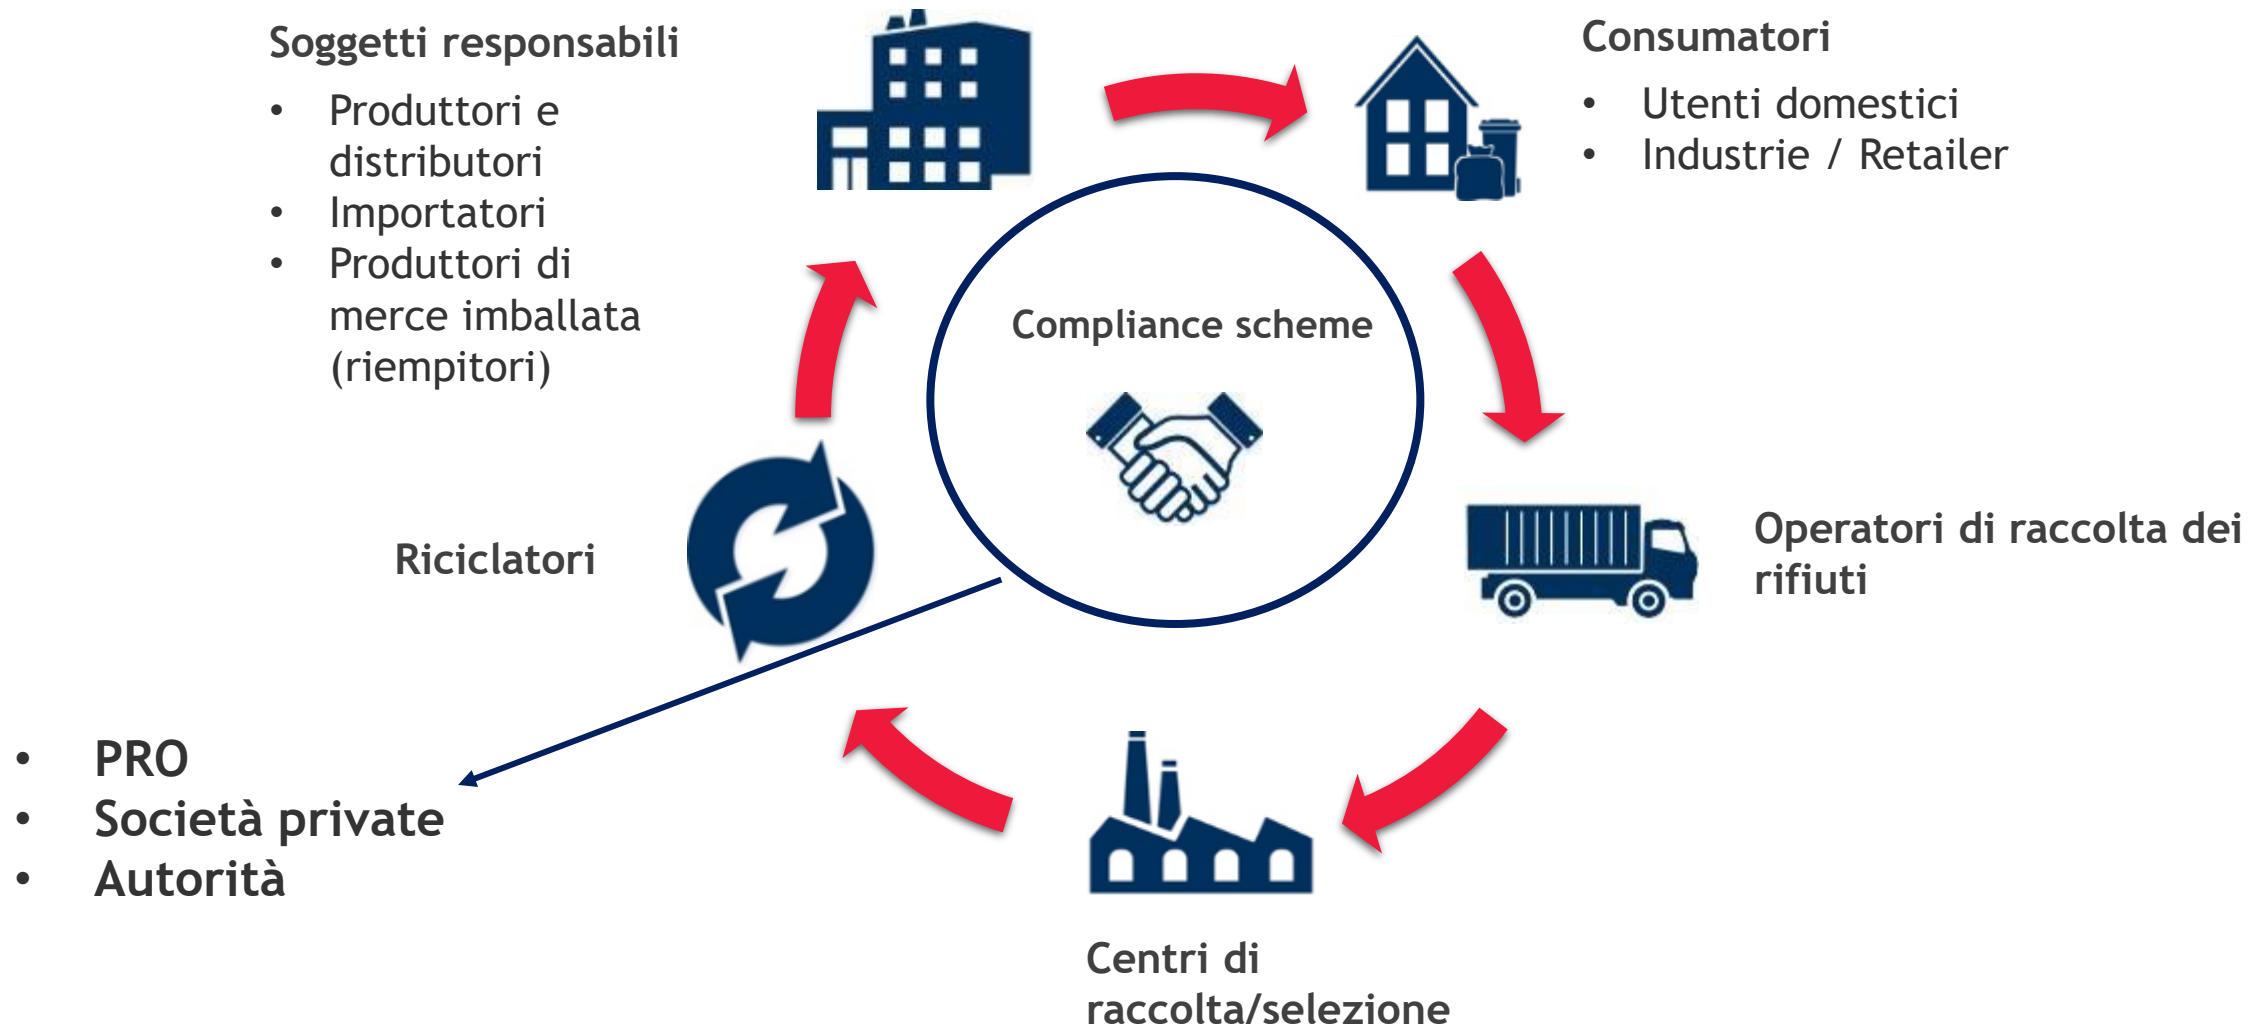 Soggetti responsabili
• Produttori e
distributori
• Importatori
• Produttori di
merce imballata
(riempitori)
Consumatori
• Utenti domestici
• Industrie / Retailer
Compliance scheme
Operatori di raccolta dei
rifiuti
Riciclatori
• PRO
• Società private
• Autorità
Centri di
raccolta/selezione